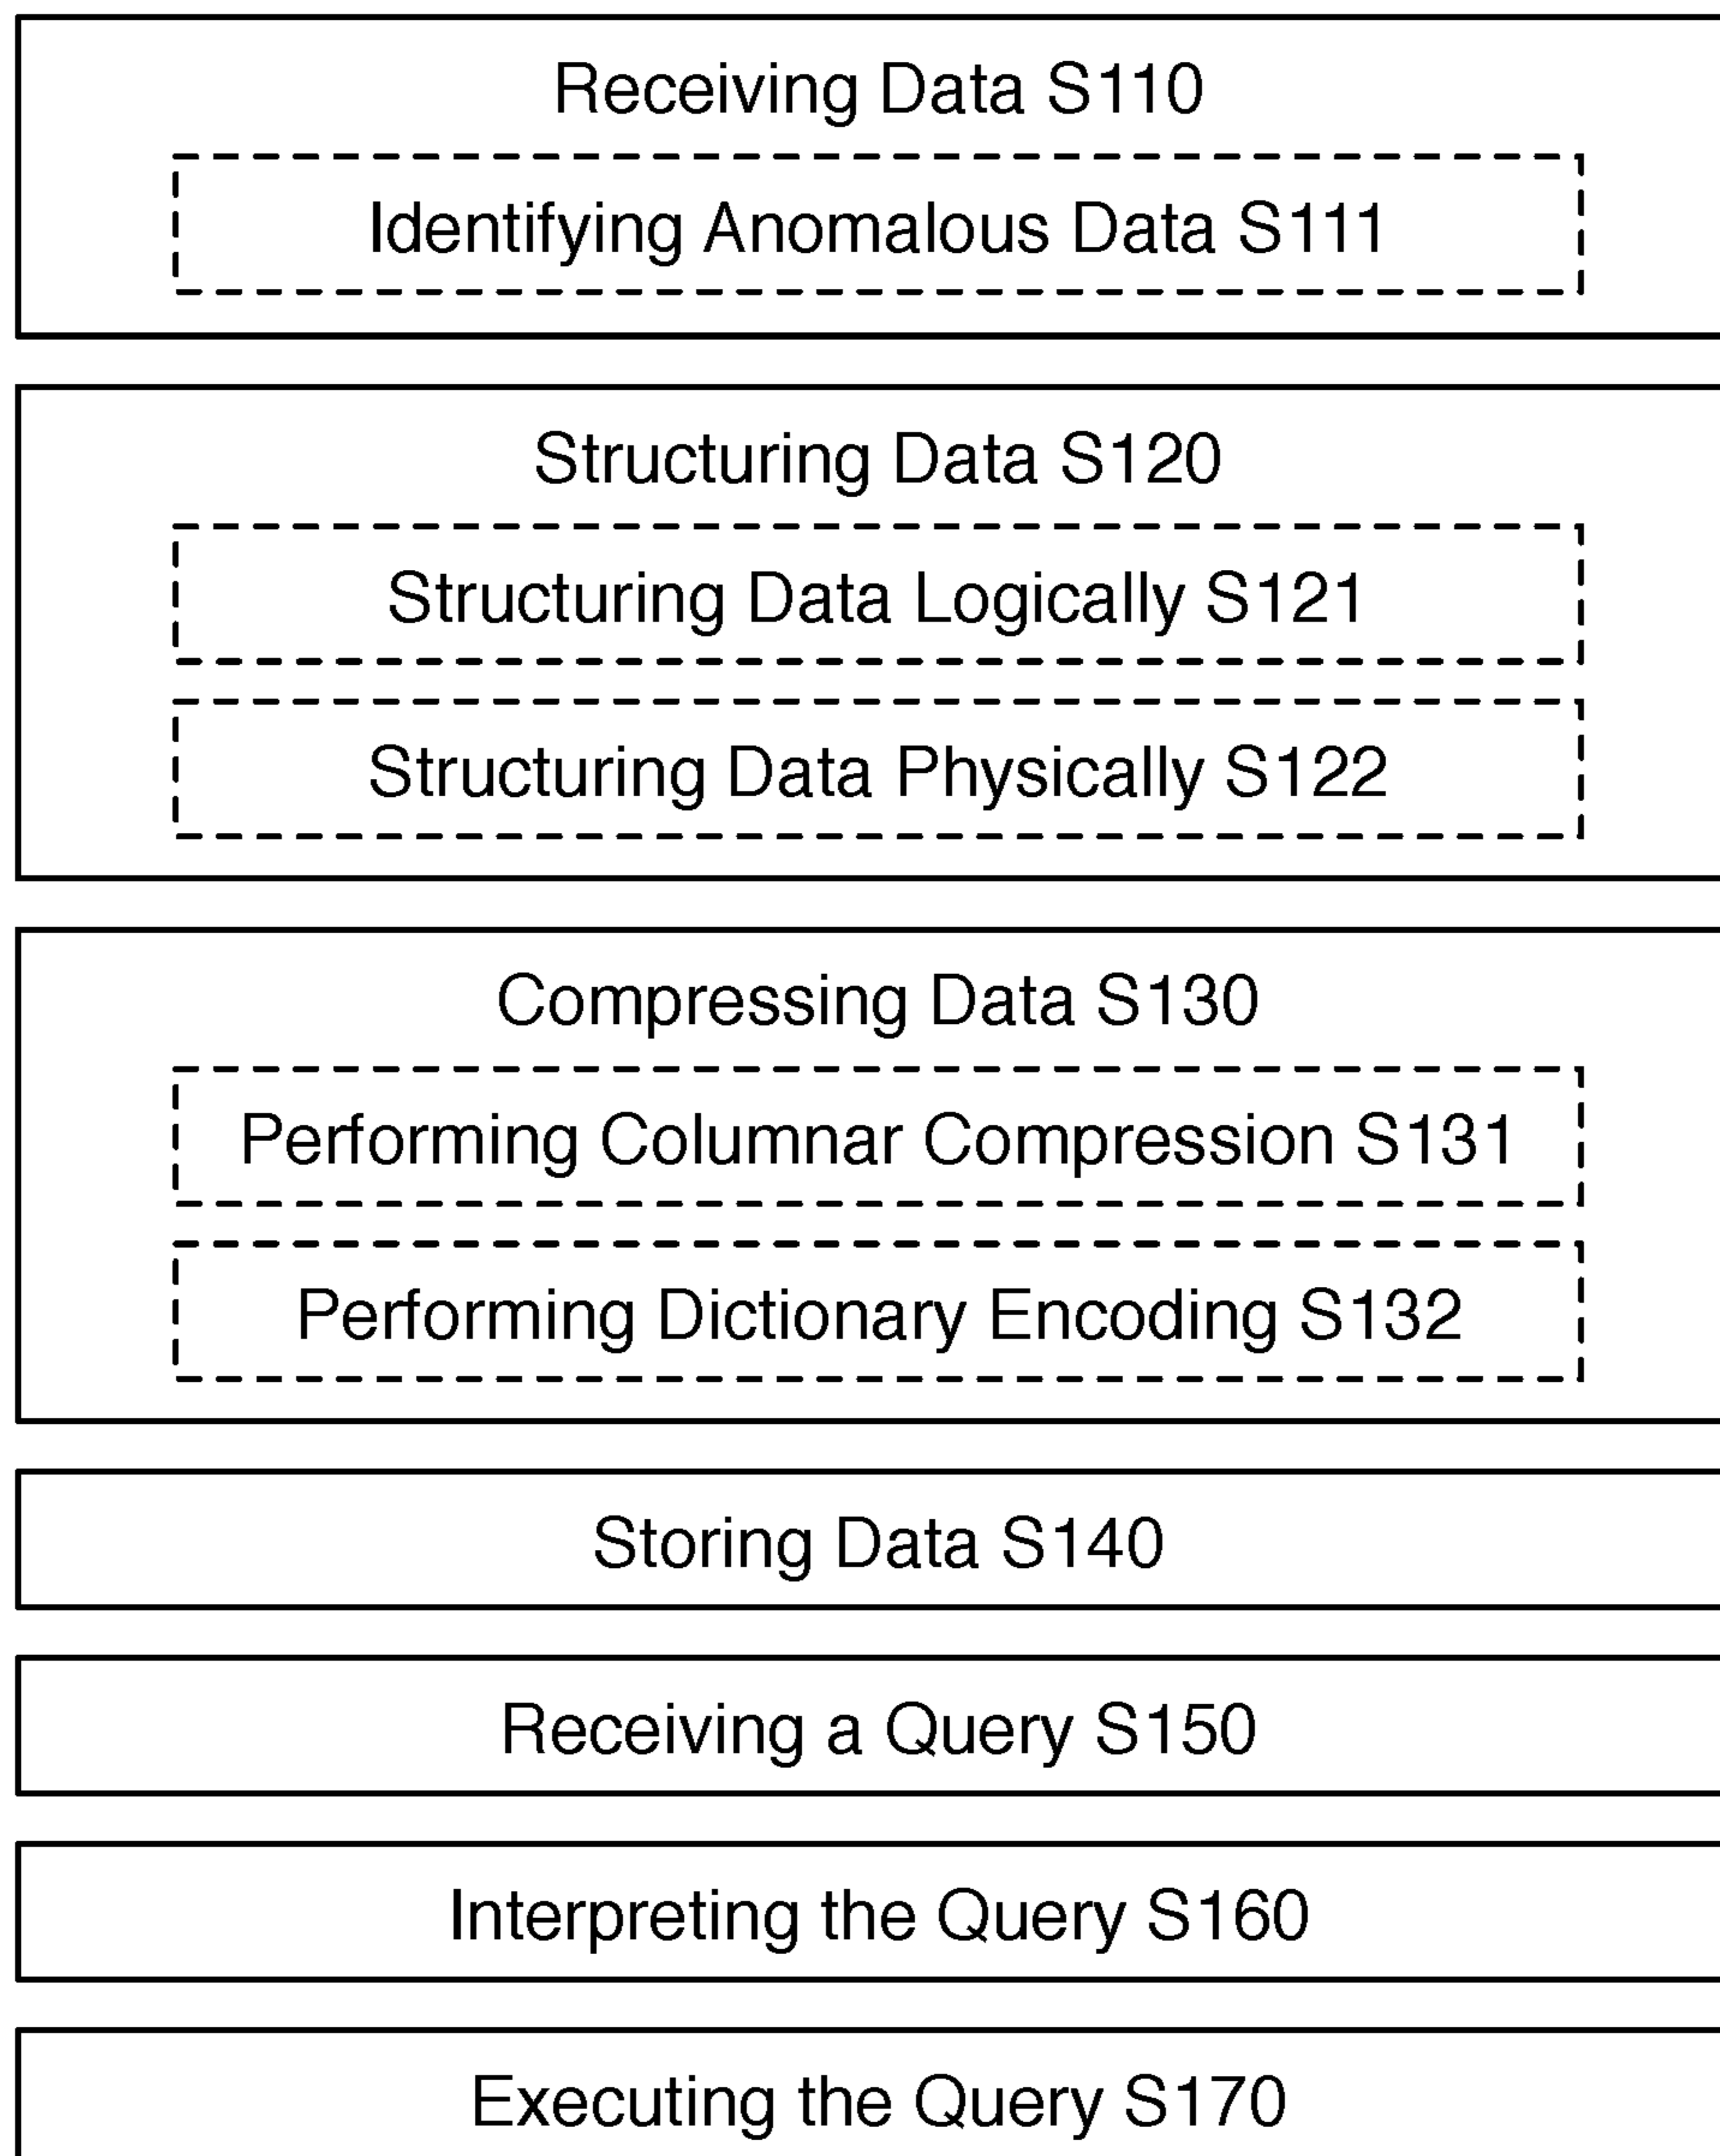 Receiving Data S110
Identifying Anomalous Data S111
Structuring Data S120
Structuring Data Logically S121
Structuring Data Physically S122
Compressing Data S130
Performing Columnar Compression S131
Performing Dictionary Encoding S132
Storing Data S140
Receiving a Query S150
Interpreting the Query S160
Executing the Query S170